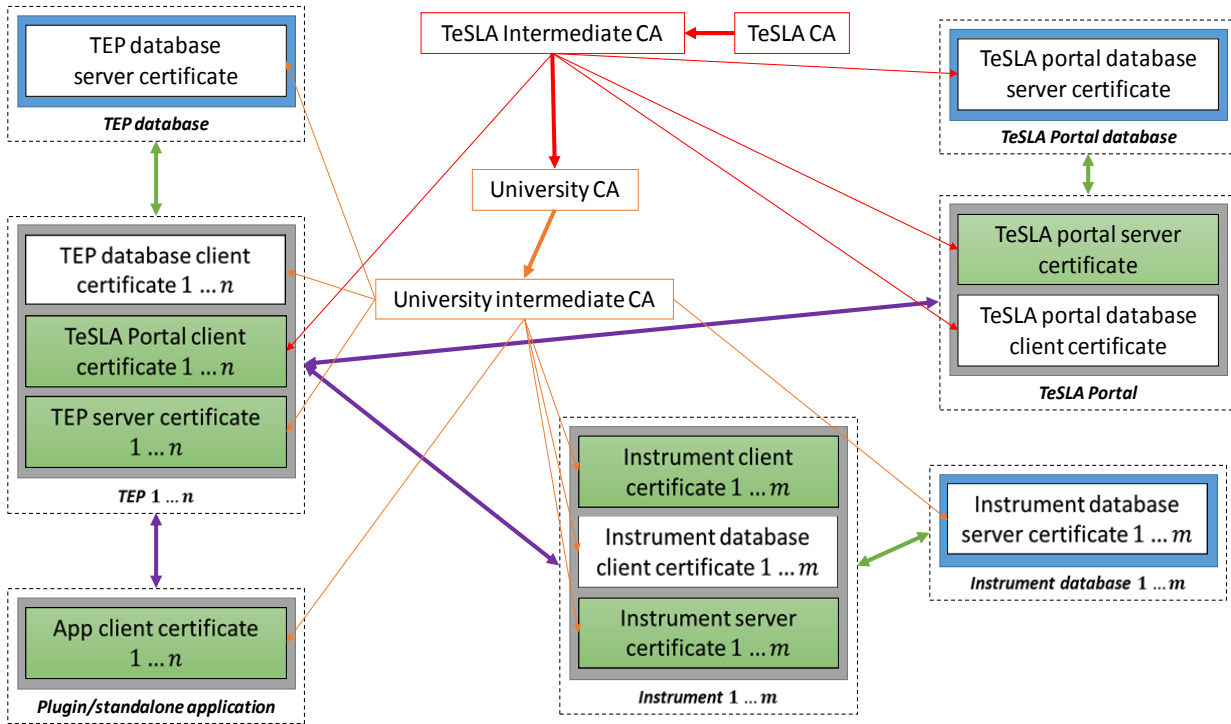 TEP database
server certificate
TEP database
TeSLA Intermediate CA
TeSLA CA
TeSLA portal database
server certificate
TeSLA Portal database
University CA
University intermediate CA
TEP database client
certificate 1 … n
TeSLA Portal client
certificate 1 … n
TEP server certificate
1 … n
TEP 1 … n
TeSLA portal server
certificate
TeSLA portal database
client certificate
TeSLA Portal
Instrument client
certificate 1 … m
Instrument database
client certificate 1 … m
Instrument server
certificate 1 … m
Instrument 1 … m
Instrument database
server certificate 1 … m
Instrument database 1 … m
App client certificate
1 … n
Plugin/standalone application